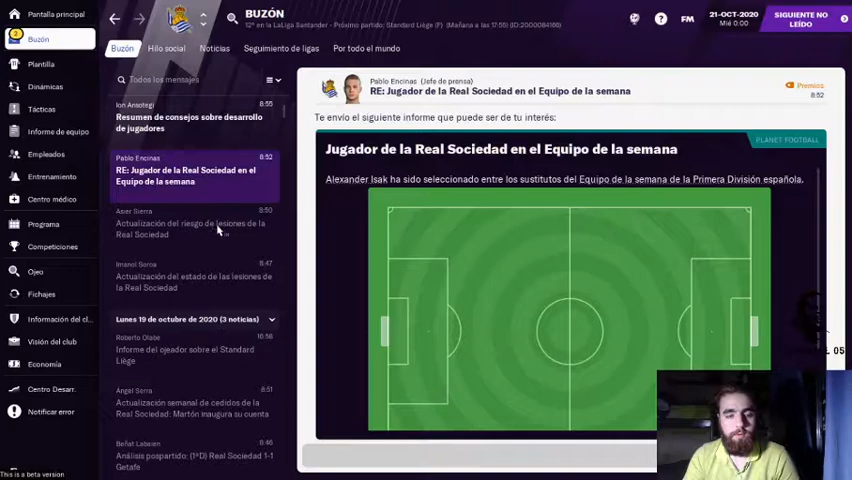 Pantalla principal
2
Buzón
Plantilla
Dinámicas
Tácticas
Informe de equipo
Empleados
Entrenamiento
Centro médico
Programa
Competiciones
Ojeo
Fichajes
Información del cl...
Visión del club
Economía
Centro Desarr.
Notificar error
This is a beta version
BUZÓN
12º en LaLiga Santander - Próximo partido: Standard Liège (F) (Mañana a las 17:55) (ID:2000084166)
FM
21-OCT-2020
Mié 0:00
SIGUIENTE NO
LEÍDO
Buzón
Hilo social
Noticias
Seguimiento de ligas
Por todo el mundo
Todos los mensajes
Ion Ansotegi
8:55
Resumen de consejos sobre desarrollo
de jugadores
Pablo Encinas
8:52
RE: Jugador de la Real Sociedad en el
Equipo de la semana
Asier Sierra
8:50
Actualización del riesgo de lesiones de la
Real Sociedad
Imanol Soroa
8:47
Actualización del estado de las lesiones de
la Real Sociedad
Lunes 19 de octubre de 2020 (3 noticias)
Roberto Olabe
16:58
Informe del ojeador sobre el Standard
Liège
Angel Serra
8:51
Actualización semanal de cedidos de la
Real Sociedad: Martón inaugura su cuenta
Beñat Labaien
8:46
Análisis pospartido: (1ªD) Real Sociedad 1-1
Getafe
Pablo Encinas (Jefe de prensa)
RE: Jugador de la Real Sociedad en el Equipo de la semana
Premios
8:52
Te envío el siguiente informe que puede ser de tu interés:
PLANET FOOTBALL
Jugador de la Real Sociedad en el Equipo de la semana
Alexander Isak ha sido seleccionado entre los sustitutos del Equipo de la semana de la Primera División española.
05